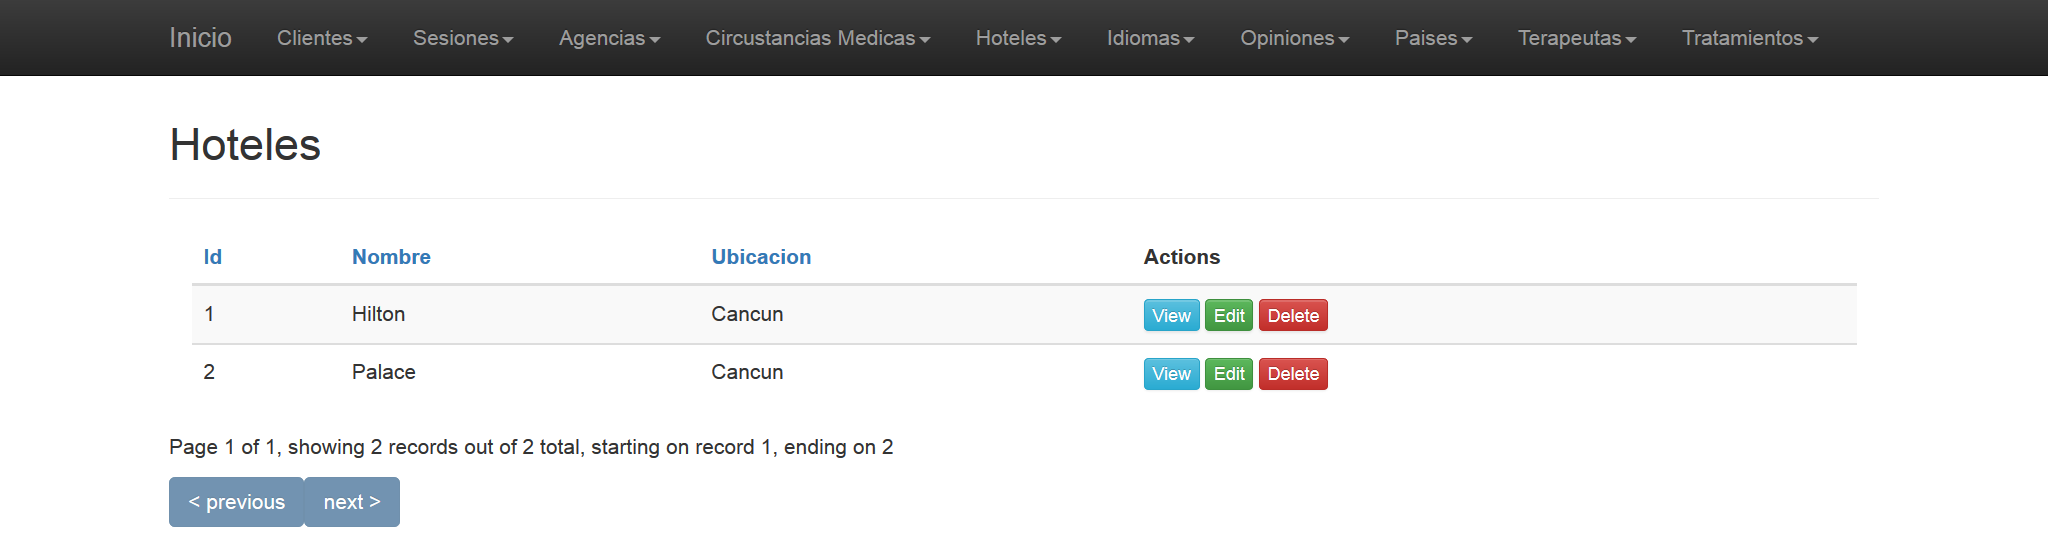 Inicio Clientes Sesiones Agencias Circustancias Medicas Hoteles Idiomas Opiniones Paises Terapeutas Tratamientos
Hoteles
Id Nombre Ubicacion Actions
1 Hilton Cancun View Edit Delete
2 Palace Cancun View Edit Delete
Page 1 of 1, showing 2 records out of 2 total, starting on record 1, ending on 2
< previous next >